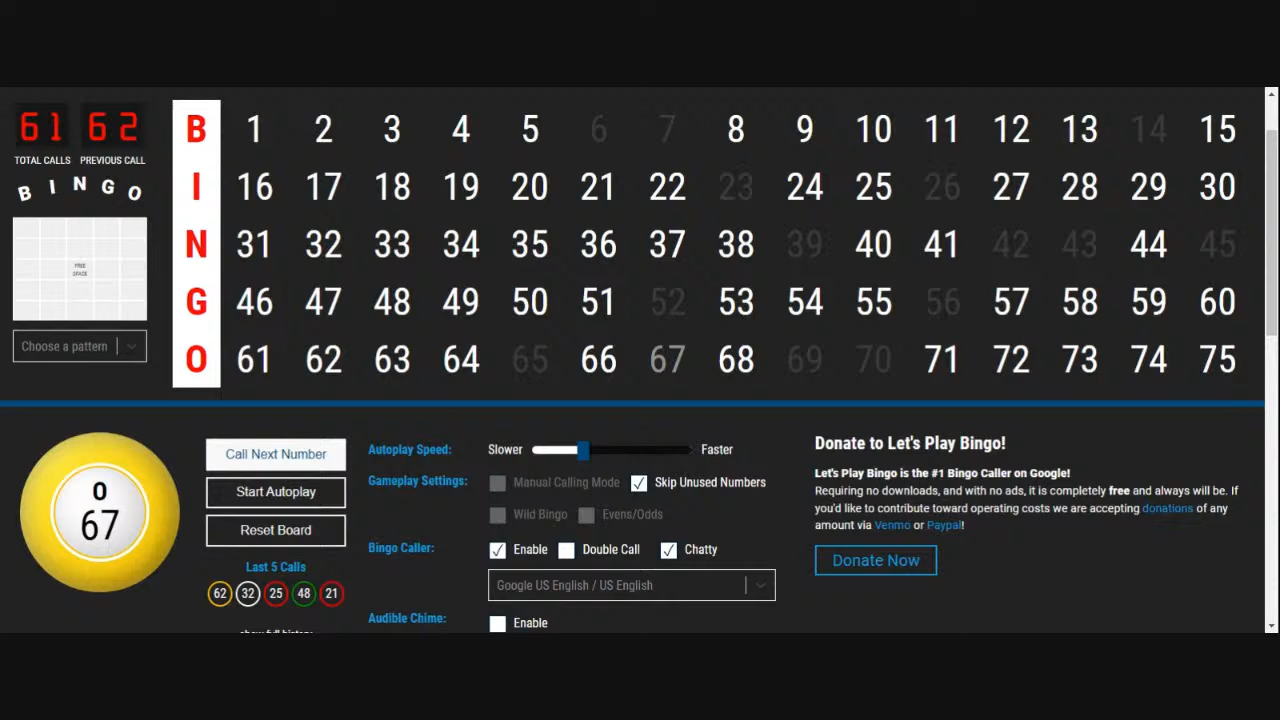 61 62
TOTAL CALLS PREVIOUS CALL
BINGO
FREE
SPACE
Choose a pattern
B 1 2 3 4 5 6 7 8 9 10 11 12 13 14 15
I 16 17 18 19 20 21 22 23 24 25 26 27 28 29 30
N 31 32 33 34 35 36 37 38 39 40 41 42 43 44 45
G 46 47 48 49 50 51 52 53 54 55 56 57 58 59 60
O 61 62 63 64 65 66 67 68 69 70 71 72 73 74 75
O
67
Call Next Number
Start Autoplay
Reset Board
Last 5 Calls
62 32 25 48 21
show full history
Autoplay Speed: Slower Faster
Gameplay Settings: Manual Calling Mode Skip Unused Numbers
Wild Bingo Evens/Odds
Bingo Caller: Enable Double Call Chatty
Google US English / US English
Audible Chime: Enable
Donate to Let's Play Bingo!
Let's Play Bingo is the #1 Bingo Caller on Google!
Requiring no downloads, and with no ads, it is completely free and always will be. If
you'd like to contribute toward operating costs we are accepting donations of any
amount via Venmo or Paypal!
Donate Now